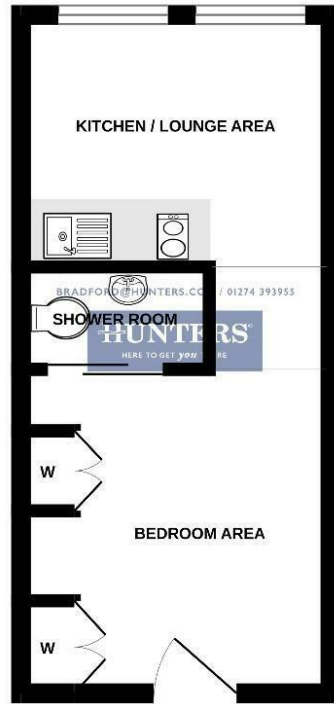 KITCHEN / LOUNGE AREA
BRADFORD@HUNTERS.COM / 01274 393955
SHOWER ROOM
HUNTERS®
HERE TO GET you THERE
W
BEDROOM AREA
W